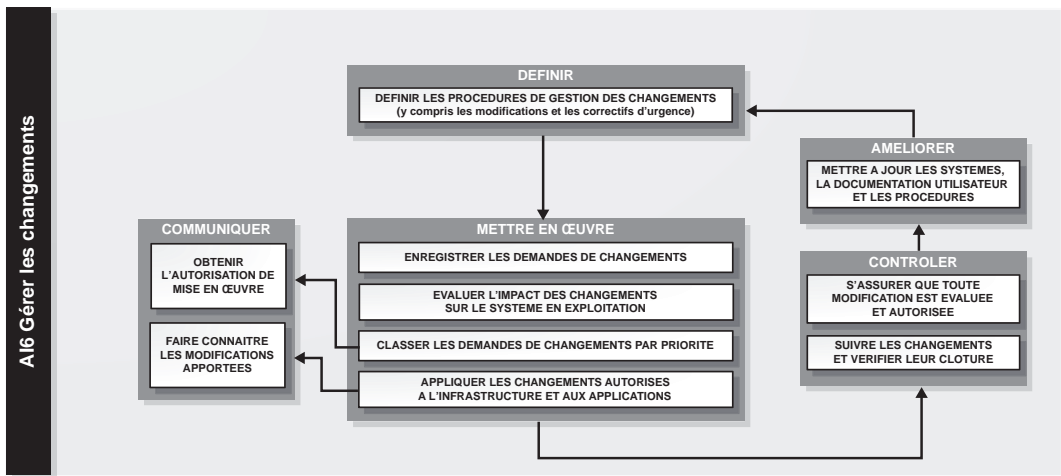 AI6 Gérer les changements
DEFINIR
DEFINIR LES PROCEDURES DE GESTION DES CHANGEMENTS
(y compris les modifications et les correctifs d'urgence)
AMELIORER
METTRE A JOUR LES SYSTEMES,
LA DOCUMENTATION UTILISATEUR
ET LES PROCEDURES
COMMUNIQUER
OBTENIR
L'AUTORISATION DE
MISE EN ŒUVRE
FAIRE CONNAITRE
LES MODIFICATIONS
APPORTEES
METTRE EN ŒUVRE
ENREGISTRER LES DEMANDES DE CHANGEMENTS
EVALUER L'IMPACT DES CHANGEMENTS
SUR LE SYSTEME EN EXPLOITATION
CLASSER LES DEMANDES DE CHANGEMENTS PAR PRIORITE
APPLIQUER LES CHANGEMENTS AUTORISES
A L'INFRASTRUCTURE ET AUX APPLICATIONS
CONTROLER
S'ASSURER QUE TOUTE
MODIFICATION EST EVALUEE
ET AUTORISEE
SUIVRE LES CHANGEMENTS
ET VERIFIER LEUR CLOTURE